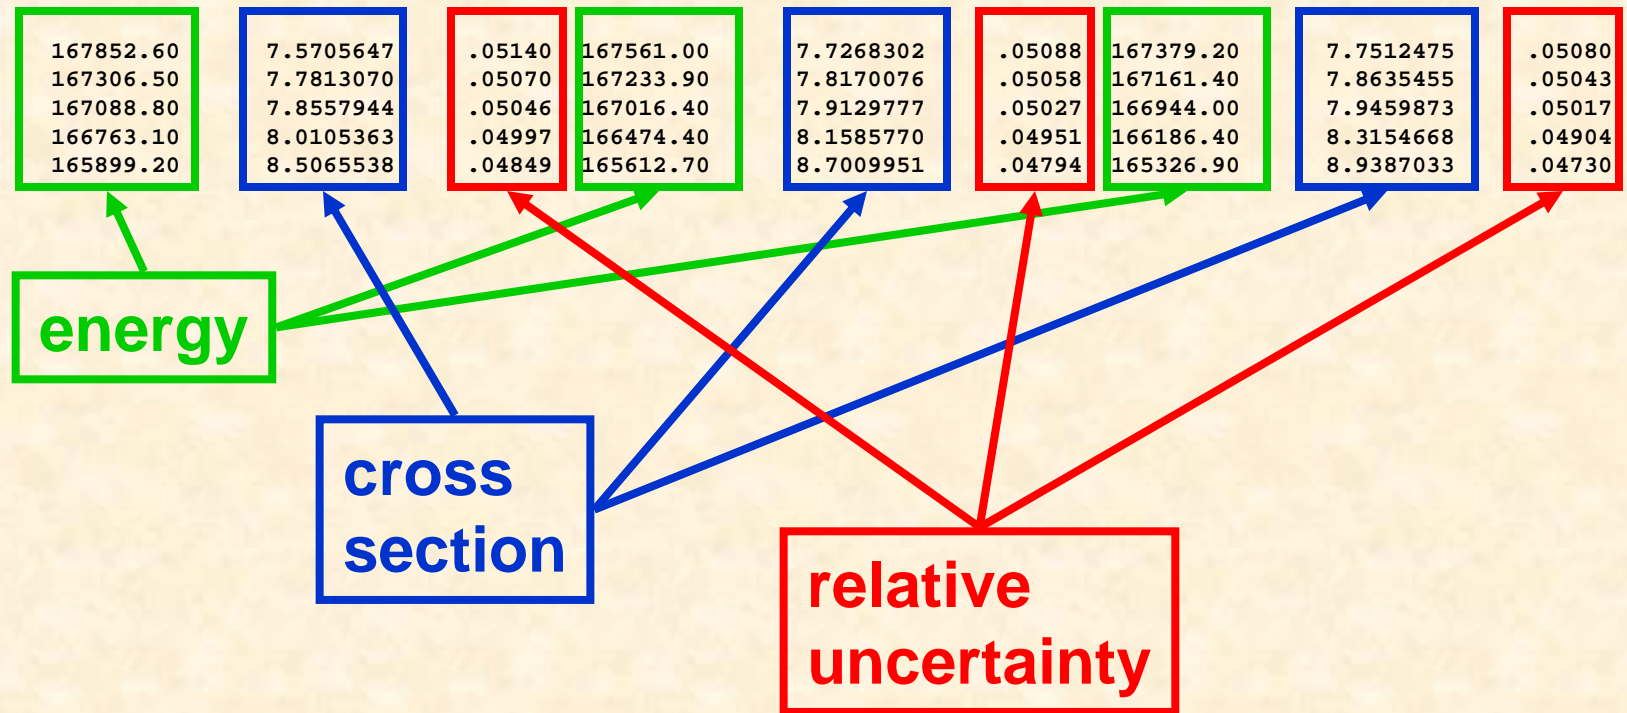 167852.60 7.5705647 .05140 167561.00 7.7268302 .05088 167379.20 7.7512475 .05080
167306.50 7.7813070 .05070 167233.90 7.8170076 .05058 167161.40 7.8635455 .05043
167088.80 7.8557944 .05046 167016.40 7.9129777 .05027 166944.00 7.9459873 .05017
166763.10 8.0105363 .04997 166474.40 8.1585770 .04951 166186.40 8.3154668 .04904
165899.20 8.5065538 .04849 165612.70 8.7009951 .04794 165326.90 8.9387033 .04730
energy
cross
section
relative
uncertainty